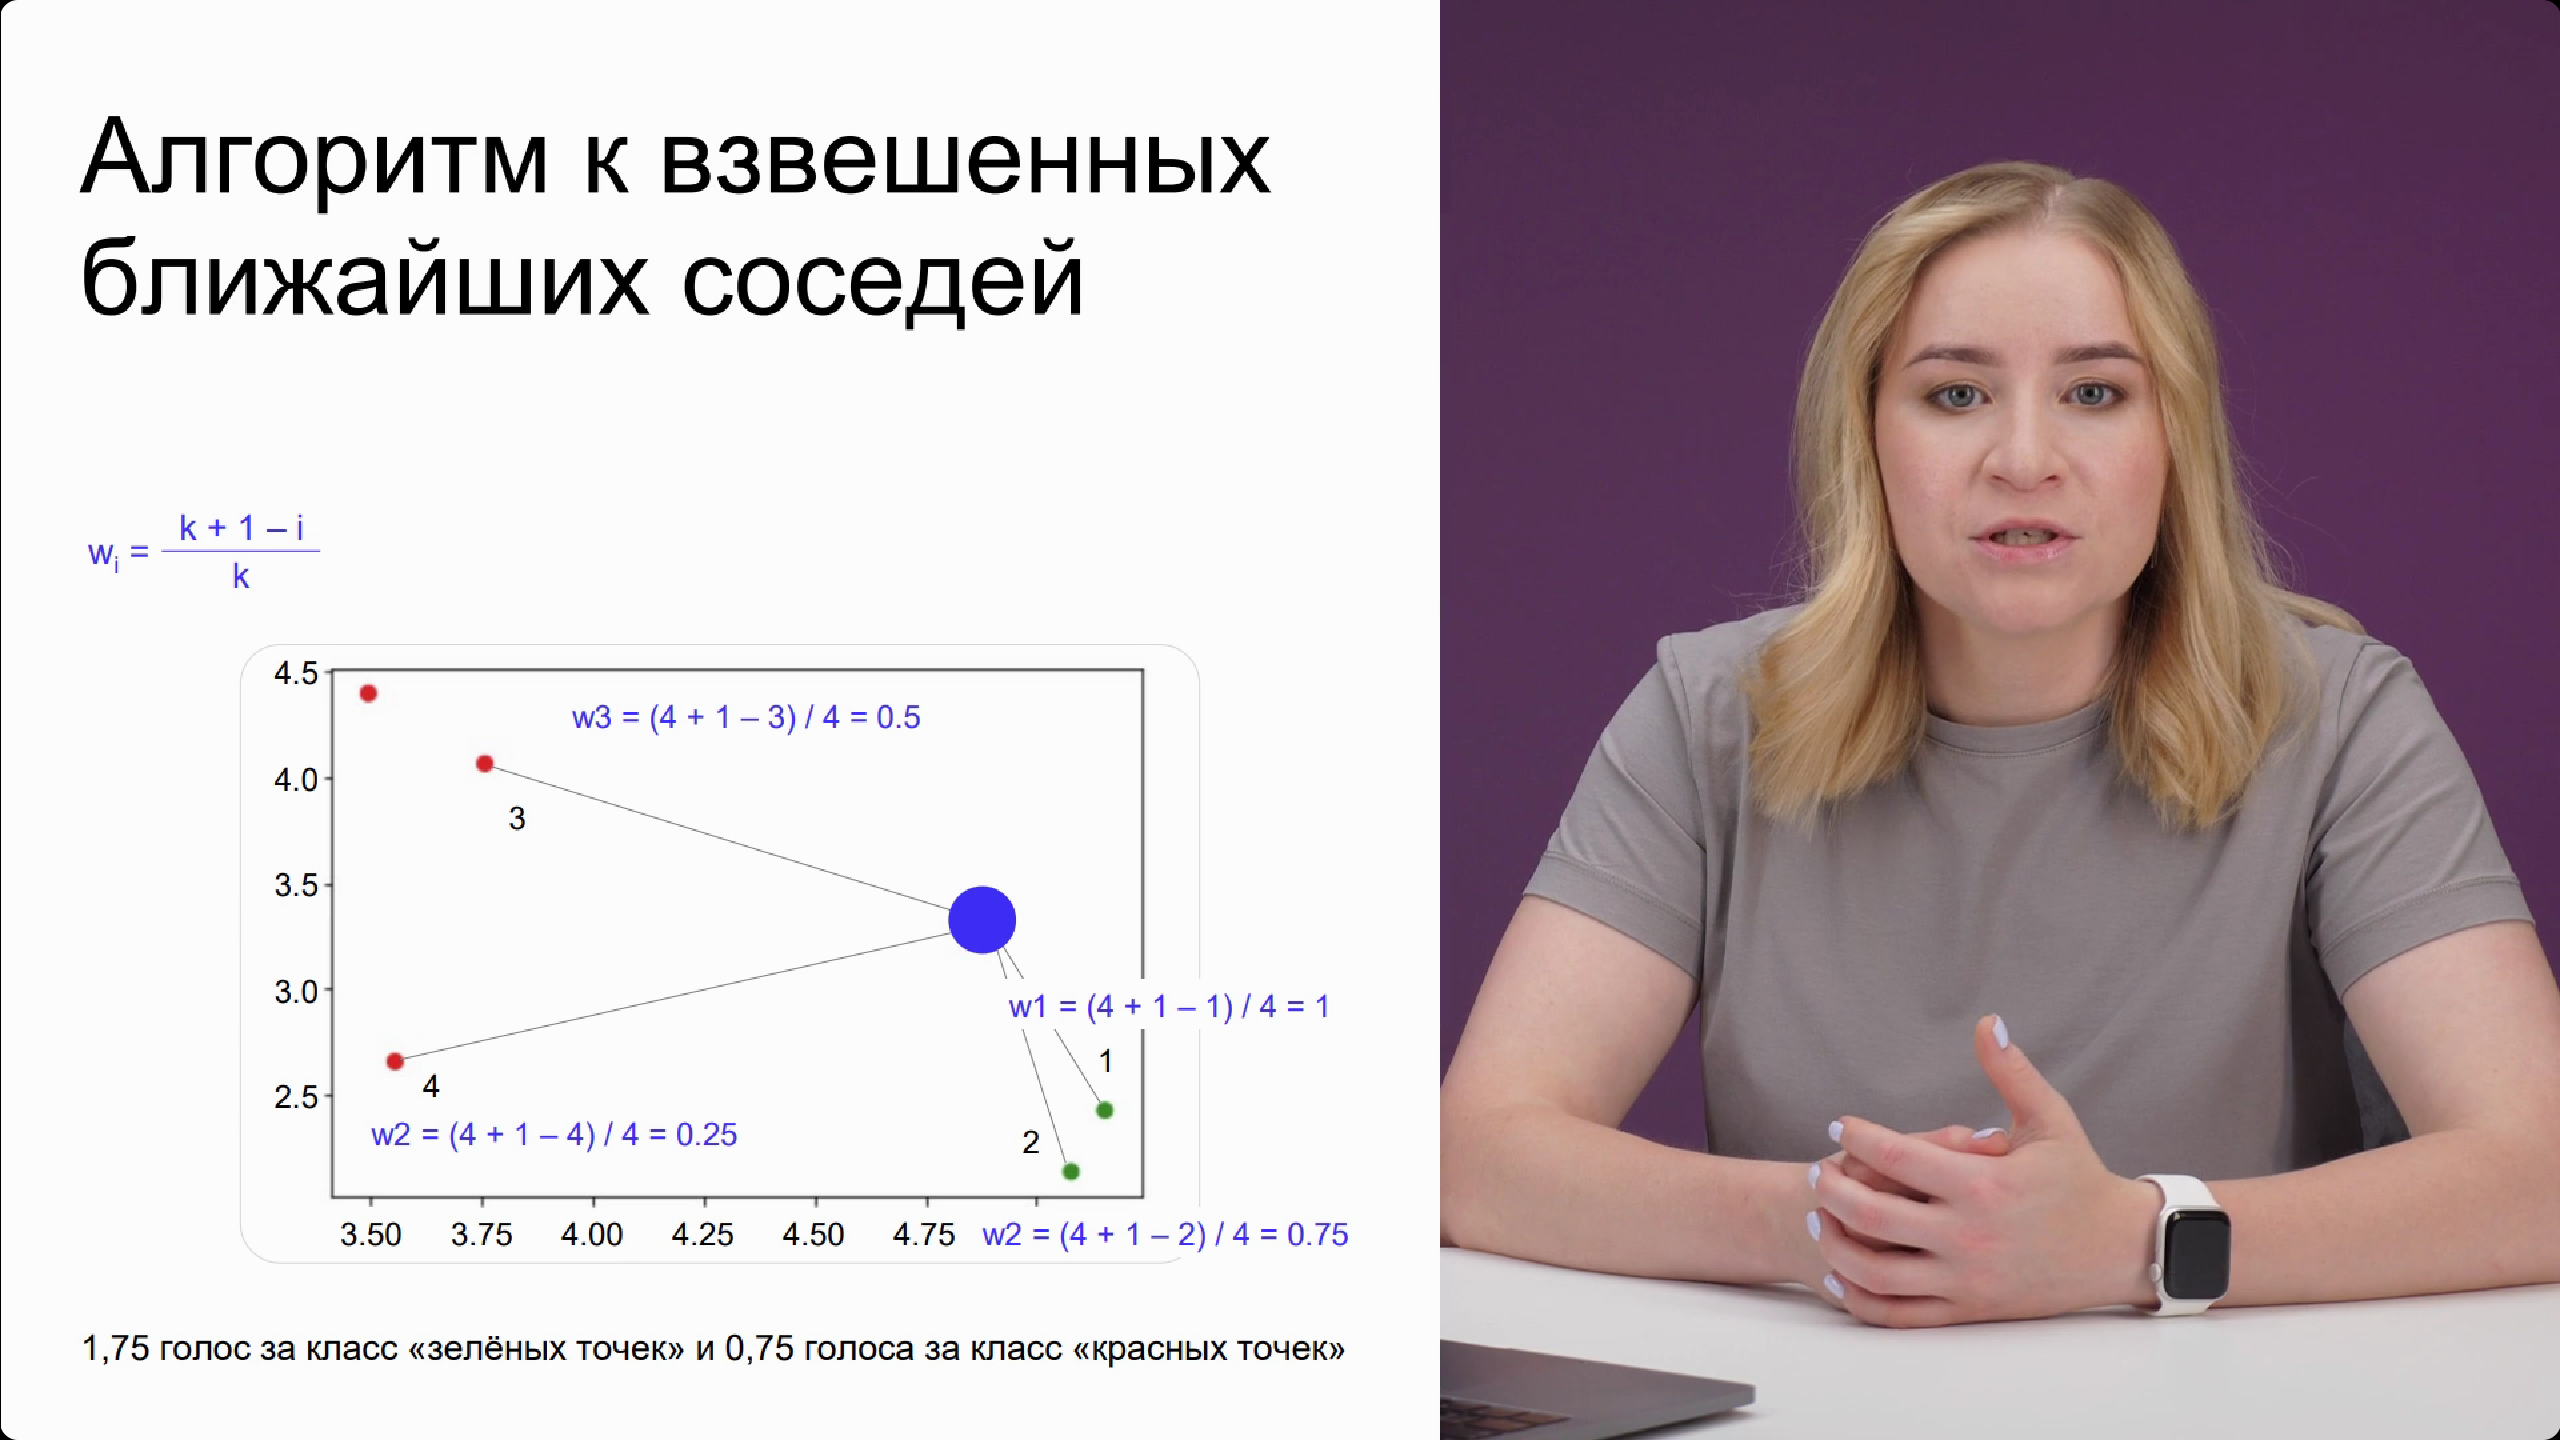 Алгоритм к взвешенных
ближайших соседей
wi = k + 1 – i
k
4.5
w3 = (4 + 1 – 3) / 4 = 0.5
4.0
3
3.5
3.0
w1 = (4 + 1 – 1) / 4 = 1
1
4
2.5
w2 = (4 + 1 – 4) / 4 = 0.25
2
3.50 3.75 4.00 4.25 4.50 4.75 w2 = (4 + 1 – 2) / 4 = 0.75
1,75 голос за класс «зелёных точек» и 0,75 голоса за класс «красных точек»